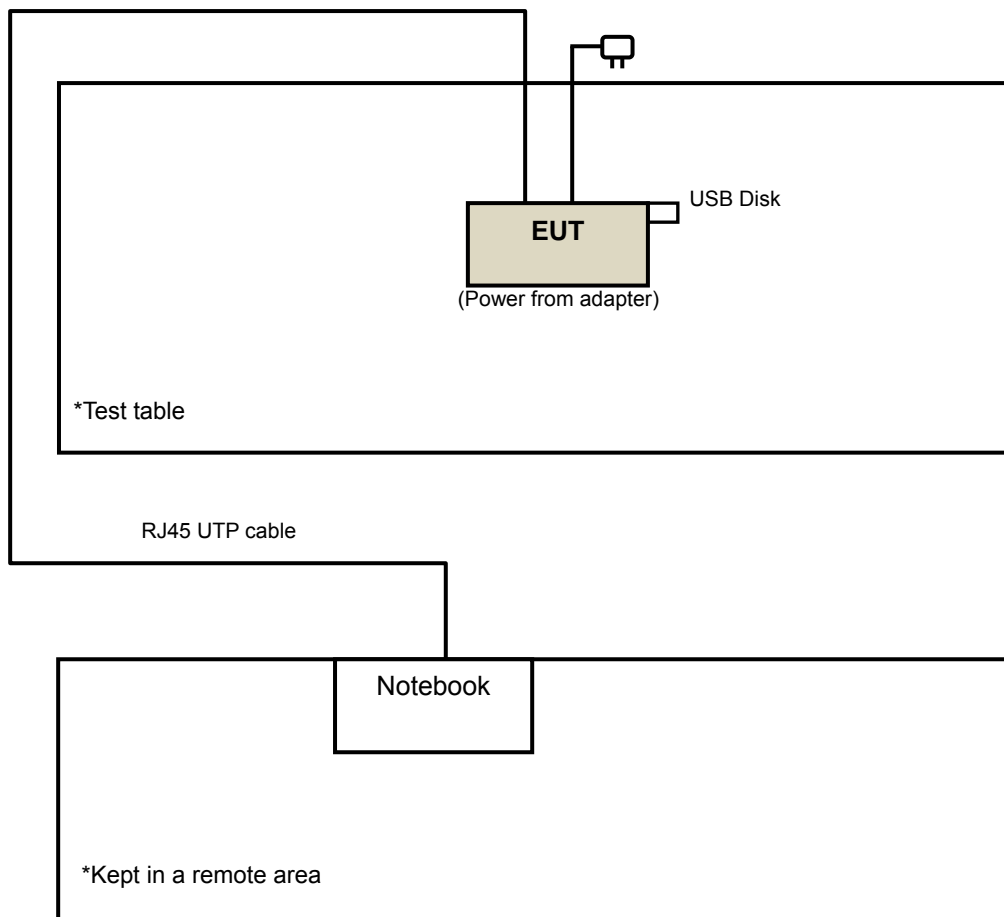 USB Disk
EUT
(Power from adapter)
*Test table
RJ45 UTP cable
Notebook
*Kept in a remote area